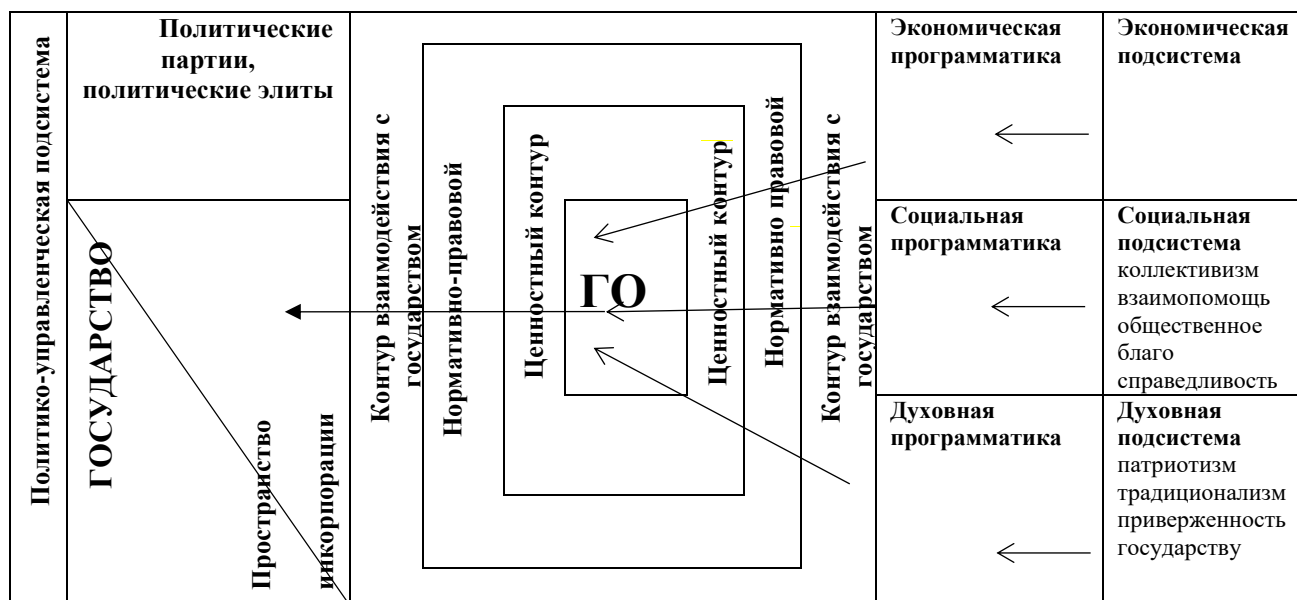 Политико-управленческая подсистема
Политические
партии,
политические элиты
ГОСУДАРСТВО
Пространство
инкорпорации
Контур взаимодействия с
государством
Нормативно-правовой
Ценностный контур
ГО
Ценностный контур
Нормативно правовой
Контур взаимодействия с
государством
Экономическая
программатика
Экономическая
подсистема
Социальная
программатика
Социальная
подсистема
коллективизм
взаимопомощь
общественное
благо
справедливость
Духовная
программатика
Духовная
подсистема
патриотизм
традиционализм
приверженность
государству